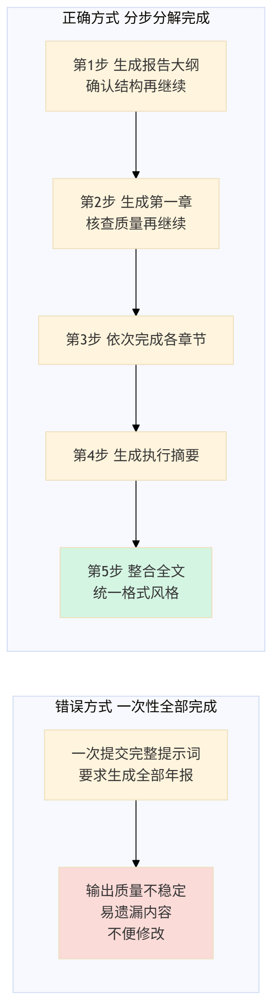 正确方式 分步分解完成
第1步 生成报告大纲
确认结构再继续
第2步 生成第一章
核查质量再继续
第3步 依次完成各章节
第4步 生成执行摘要
第5步 整合全文
统一格式风格
错误方式 一次性全部完成
一次提交完整提示词
要求生成全部年报
输出质量不稳定
易遗漏内容
不便修改